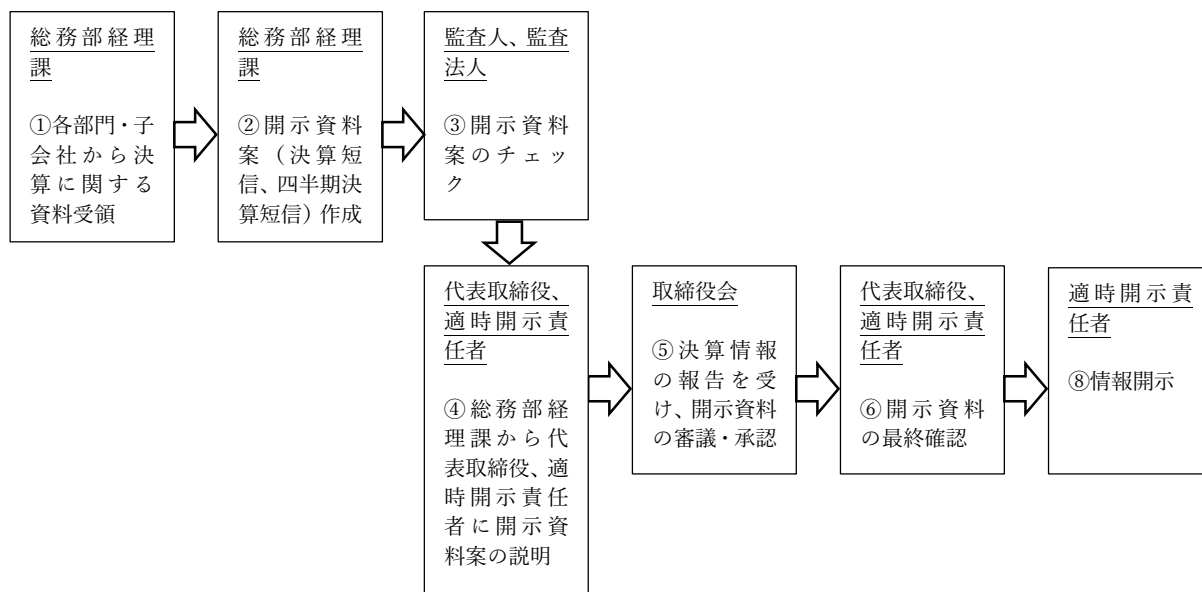 総務部経理
課
①各部門・子
会社から決
算に関する
資料受領
総務部経理
課
②開示資料
案（決算短
信、四半期決
算短信）作成
監査人、監査
法人
③開示資料
案のチェッ
ク
代表取締役、
適時開示責
任者
④総務部経
理課から代
表取締役、適
時開示責任
者に開示資
料案の説明
取締役会
⑤決算情報
の報告を受
け、開示資料
の審議・承認
代表取締役、
適時開示責
任者
⑥開示資料
の最終確認
適時開示責
任者
⑧情報開示